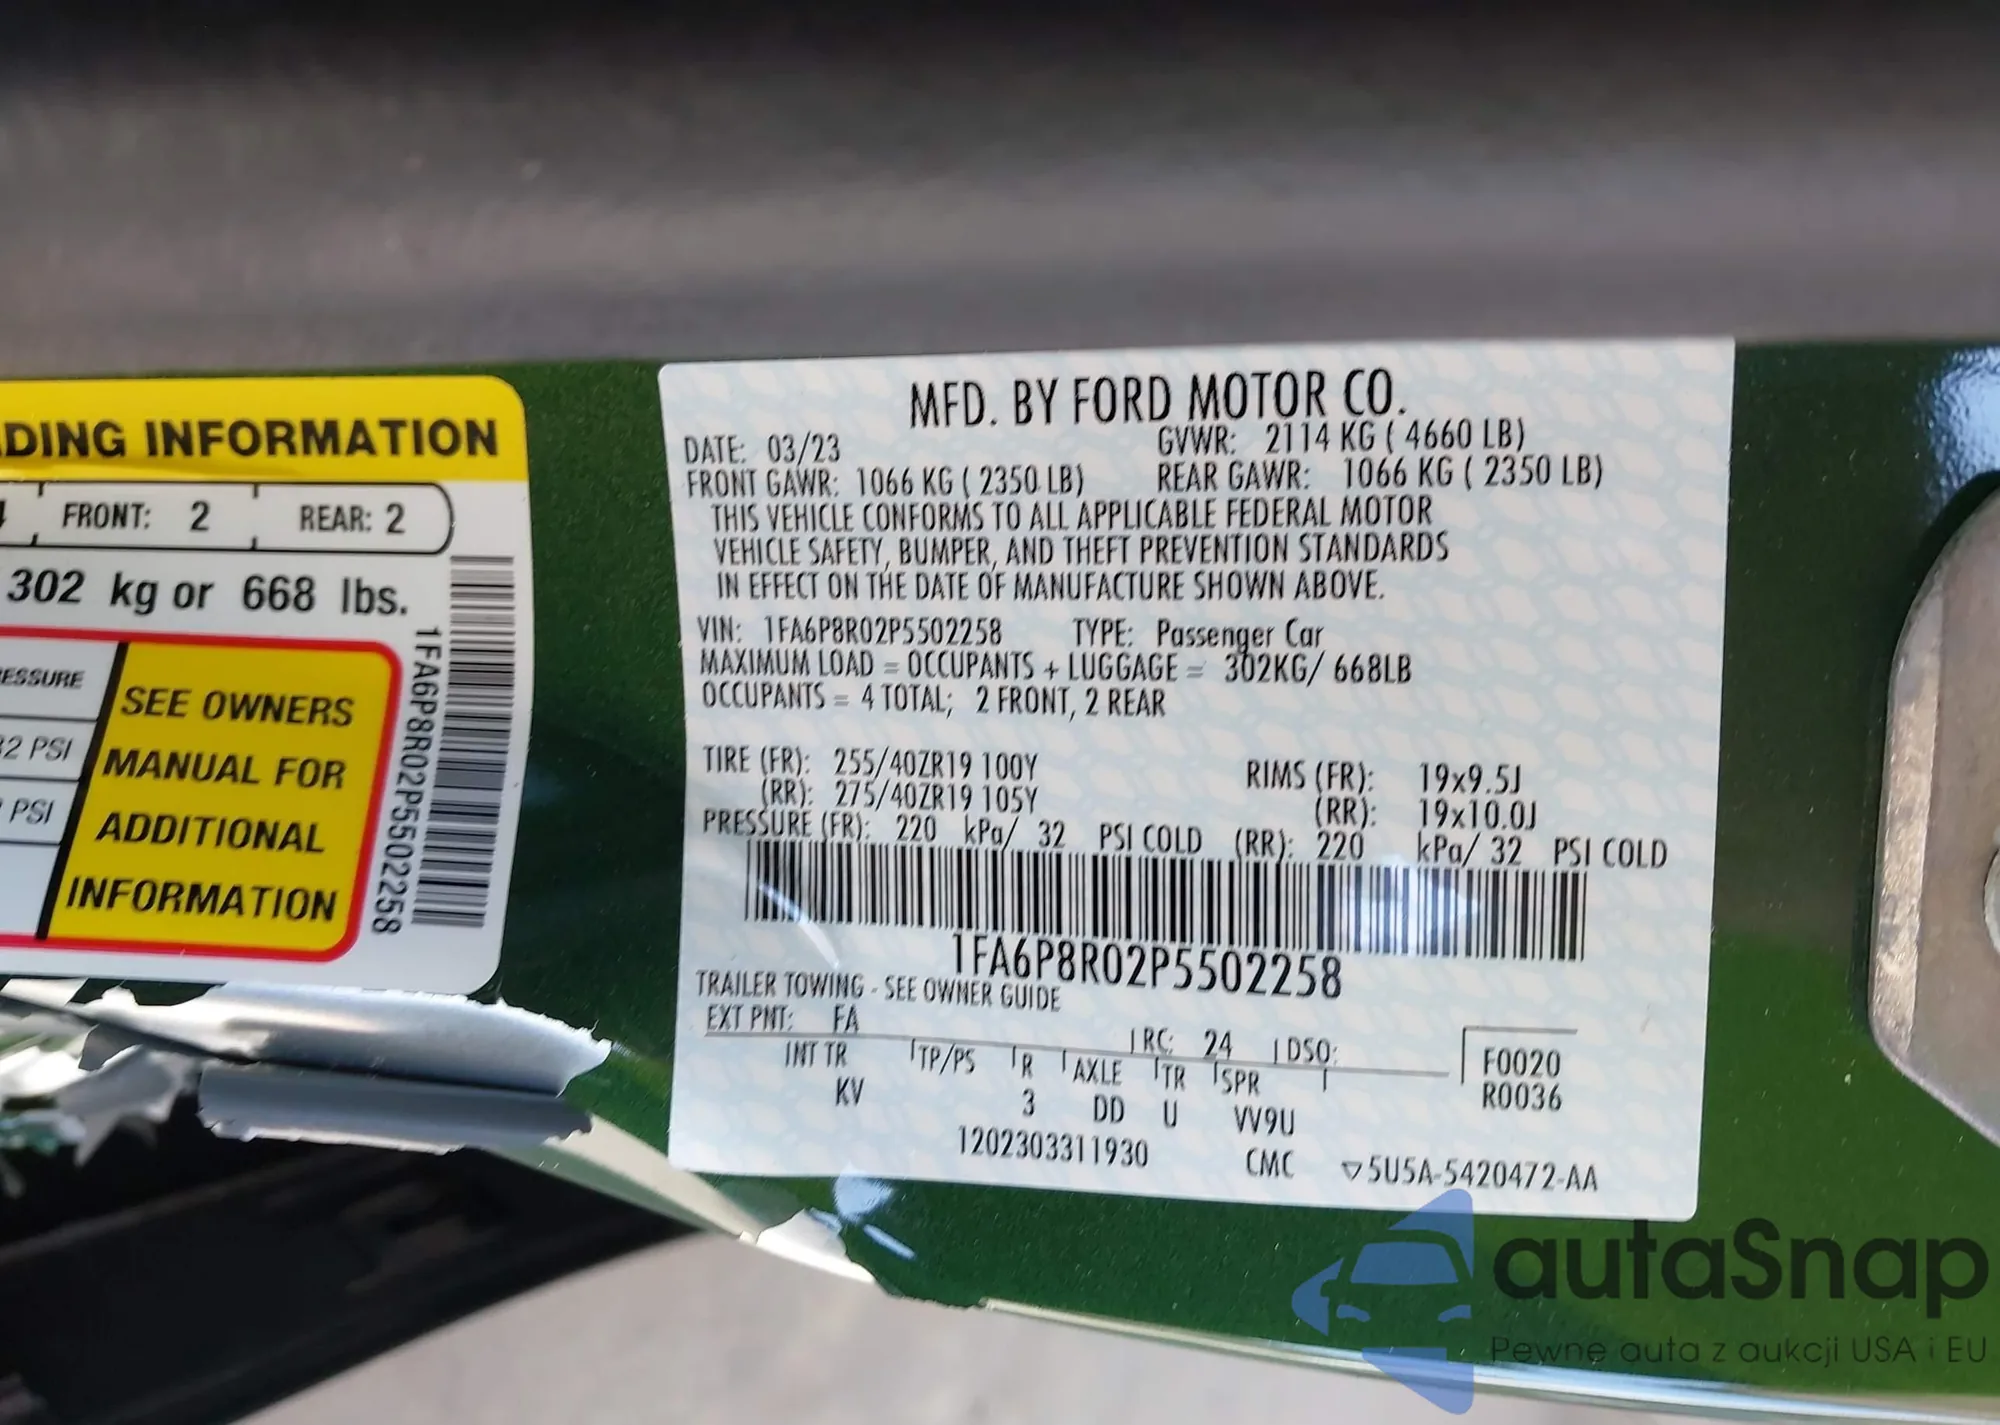 DING INFORMATION
FRONT: 2 REAR: 2
302 kg or 668 lbs.
ESSURE
2 PSI
PSI
SEE OWNERS
MANUAL FOR
ADDITIONAL
INFORMATION
1FA6P8R02P5502258
MFD. BY FORD MOTOR CO.
DATE: 03/23 GVWR: 2114 KG ( 4660 LB)
FRONT GAWR: 1066 KG ( 2350 LB) REAR GAWR: 1066 KG ( 2350 LB)
THIS VEHICLE CONFORMS TO ALL APPLICABLE FEDERAL MOTOR
VEHICLE SAFETY, BUMPER, AND THEFT PREVENTION STANDARDS
IN EFFECT ON THE DATE OF MANUFACTURE SHOWN ABOVE.
VIN: 1FA6P8R02P5502258 TYPE: Passenger Car
MAXIMUM LOAD = OCCUPANTS + LUGGAGE = 302KG/ 668LB
OCCUPANTS = 4 TOTAL; 2 FRONT, 2 REAR
TIRE (FR): 255/40ZR19 100Y RIMS (FR): 19x9.5J
(RR): 275/40ZR19 105Y (RR): 19x10.0J
PRESSURE (FR): 220 kPa/ 32 PSI COLD (RR): 220 kPa/ 32 PSI COLD
1FA6P8R02P5502258
TRAILER TOWING - SEE OWNER GUIDE
EXT PNT: FA RC: 24 DSO: F0020
INT TR TP/PS R AXLE TR SPR R0036
KV 3 DD U VV9U
1202303311930 CMC ▽5U5A-5420472-AA
autaSnap
Pewne auta z aukcji USA i EU